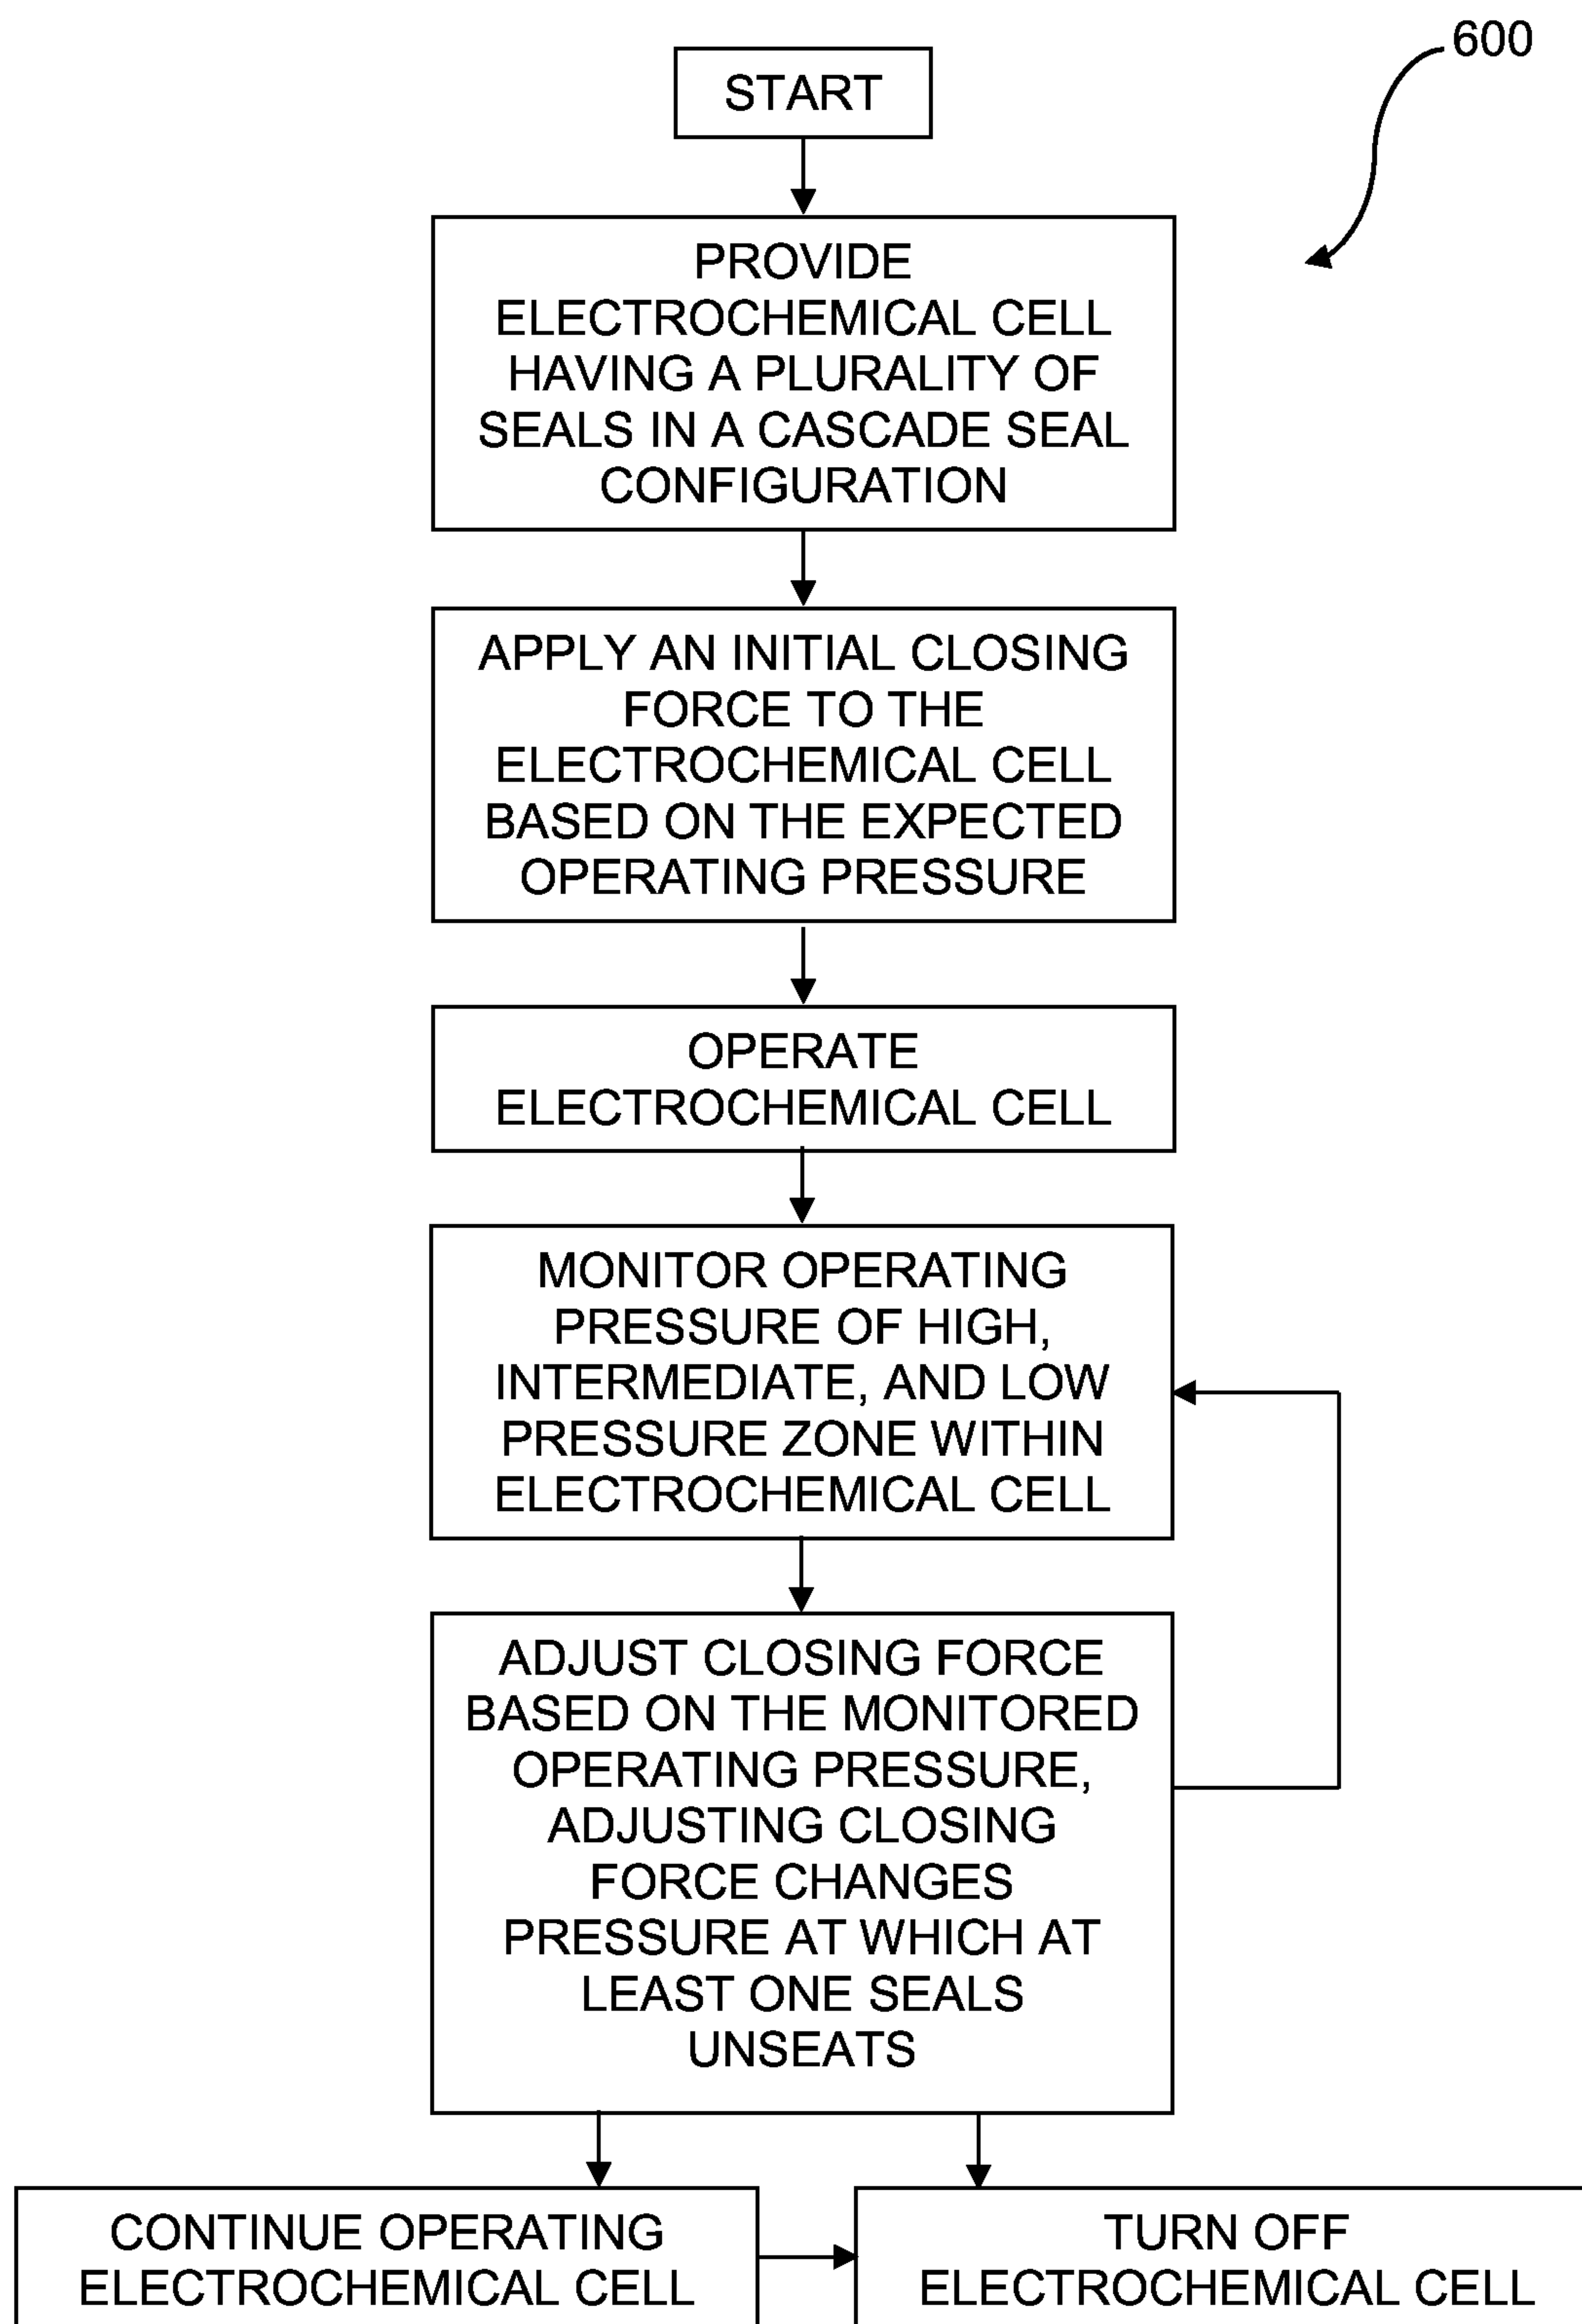 600
START
PROVIDE
ELECTROCHEMICAL CELL
HAVING A PLURALITY OF
SEALS IN A CASCADE SEAL
CONFIGURATION
APPLY AN INITIAL CLOSING
FORCE TO THE
ELECTROCHEMICAL CELL
BASED ON THE EXPECTED
OPERATING PRESSURE
OPERATE
ELECTROCHEMICAL CELL
MONITOR OPERATING
PRESSURE OF HIGH,
INTERMEDIATE, AND LOW
PRESSURE ZONE WITHIN
ELECTROCHEMICAL CELL
ADJUST CLOSING FORCE
BASED ON THE MONITORED
OPERATING PRESSURE,
ADJUSTING CLOSING
FORCE CHANGES
PRESSURE AT WHICH AT
LEAST ONE SEALS
UNSEATS
CONTINUE OPERATING
ELECTROCHEMICAL CELL
TURN OFF
ELECTROCHEMICAL CELL